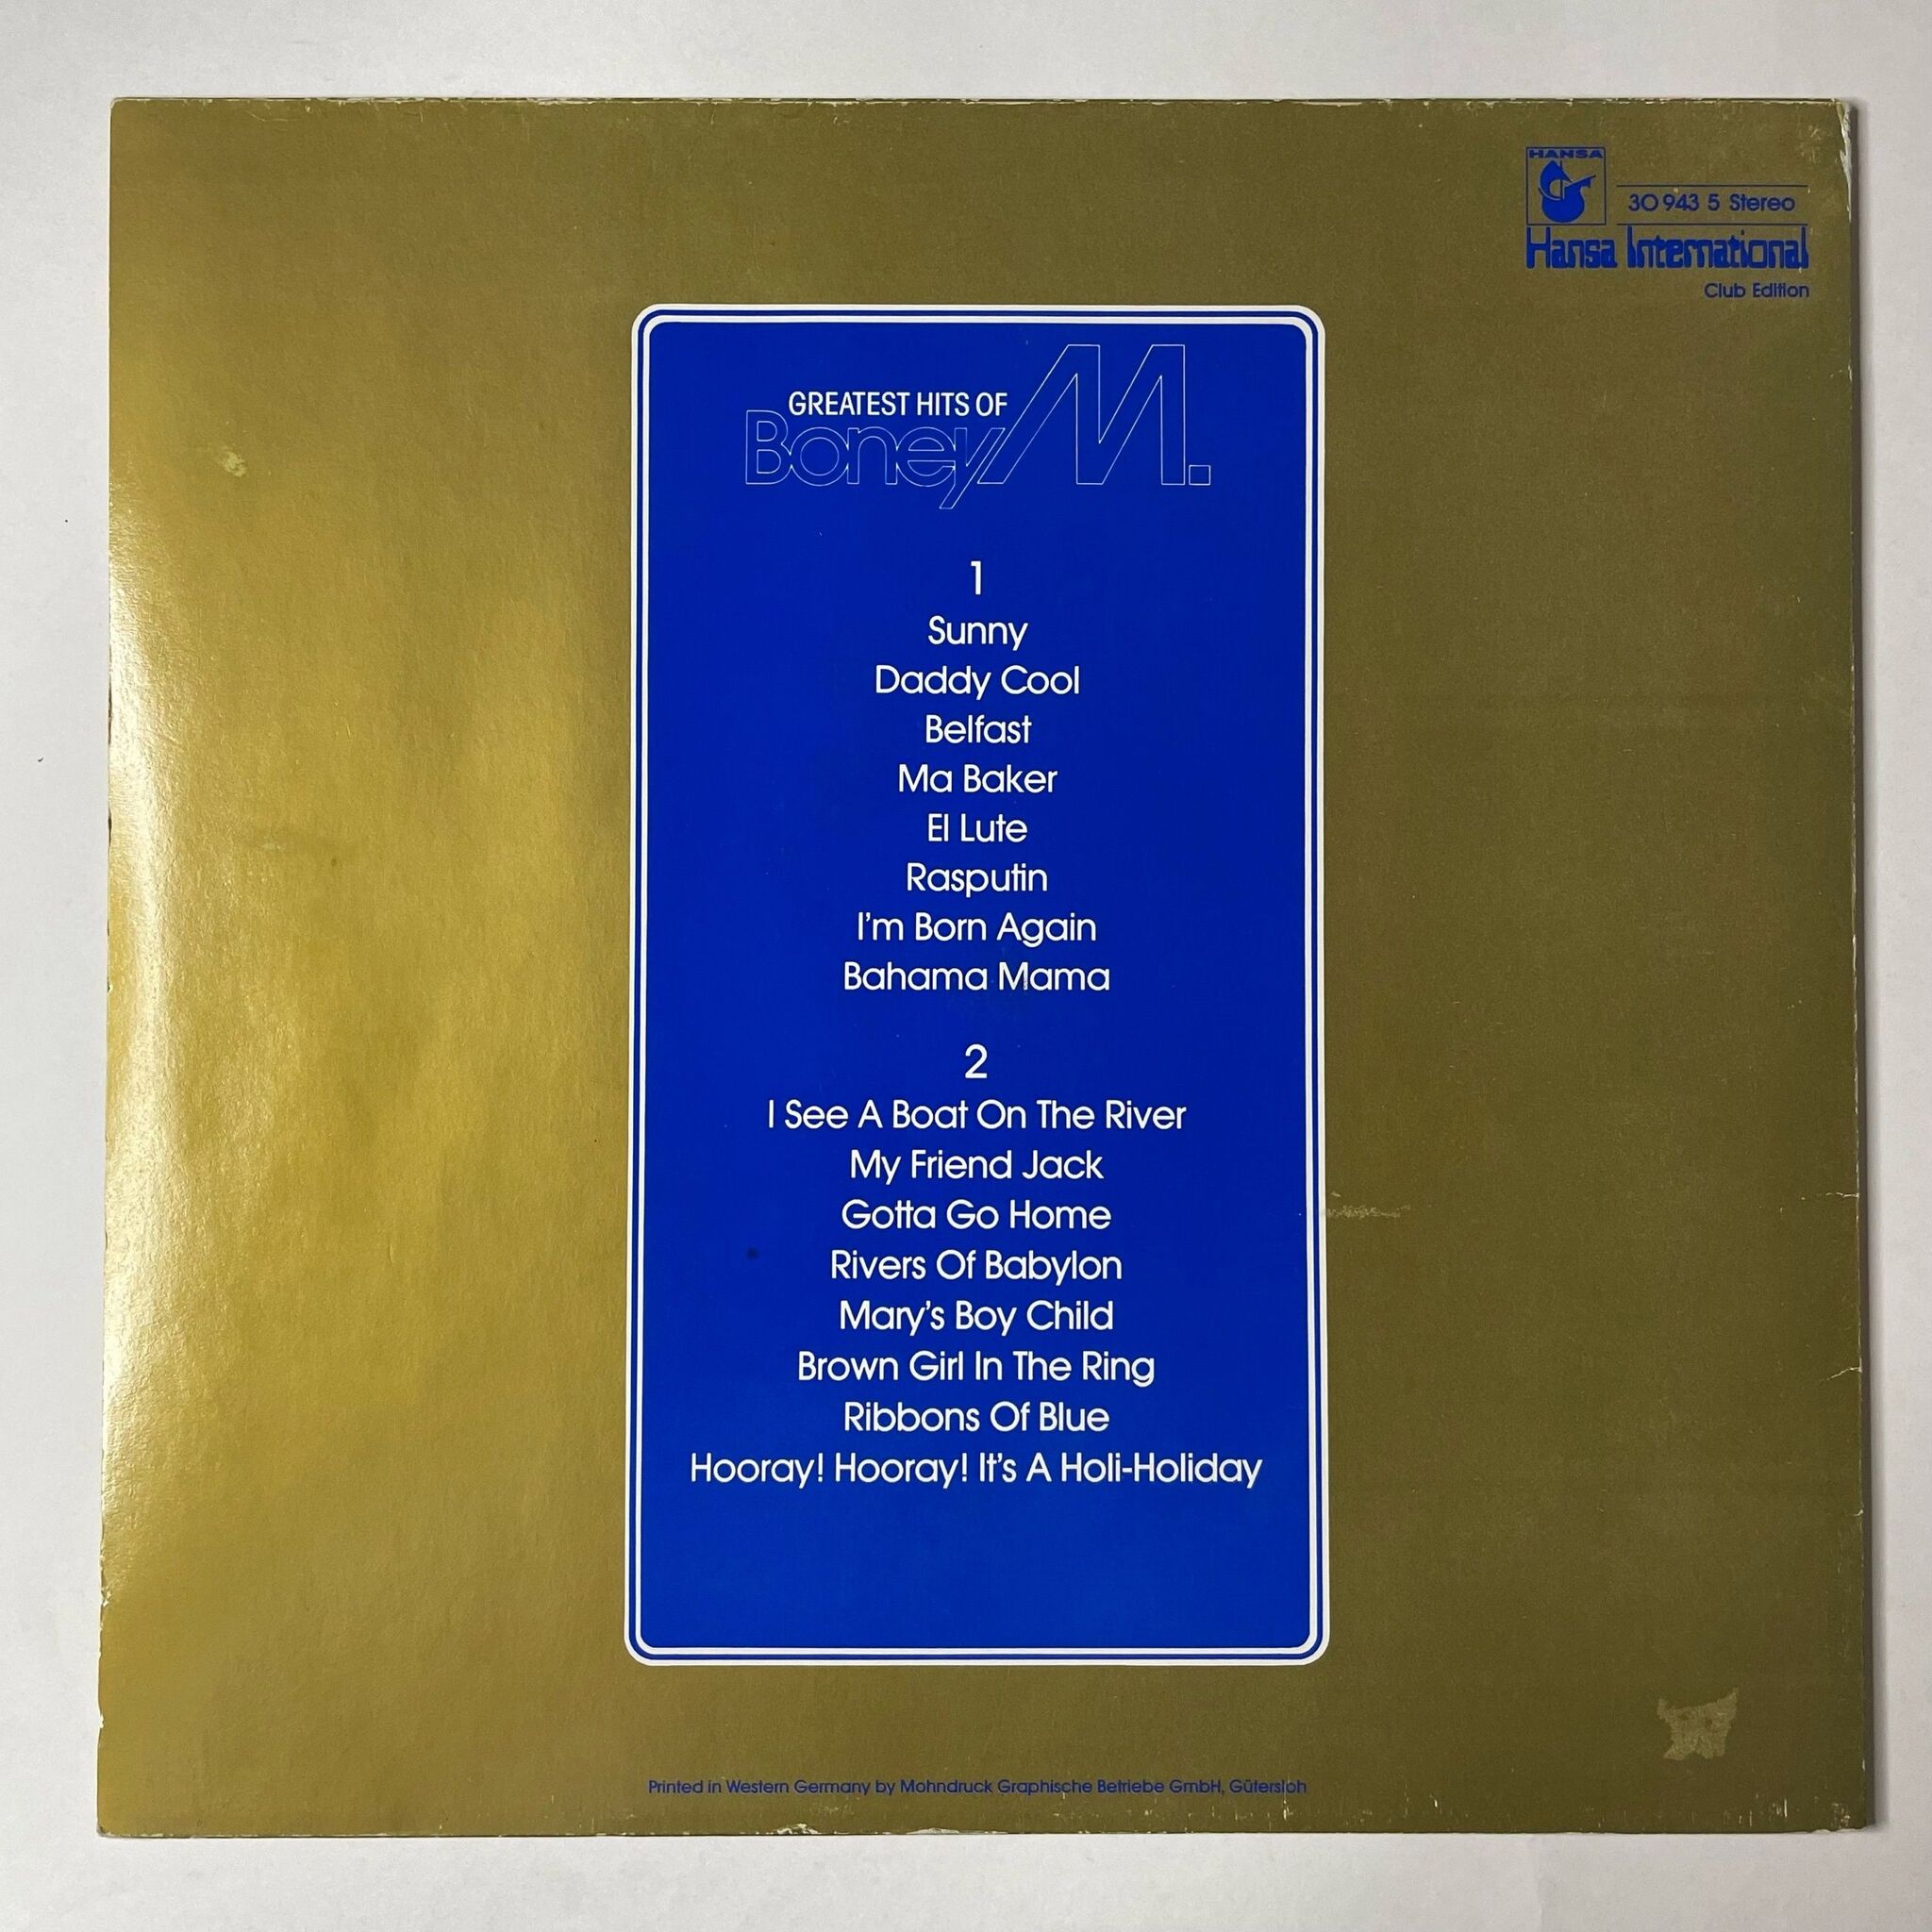 HANSA
30 943 5 Stereo
Hansa International
Club Edition
GREATEST HITS OF
Boney M.
1
Sunny
Daddy Cool
Belfast
Ma Baker
El Lute
Rasputin
I'm Born Again
Bahama Mama
2
I See A Boat On The River
My Friend Jack
Gotta Go Home
Rivers Of Babylon
Mary's Boy Child
Brown Girl In The Ring
Ribbons Of Blue
Hooray! Hooray! It's A Holi-Holiday
Printed in Western Germany by Mohndruck Graphische Betriebe GmbH, Gütersloh